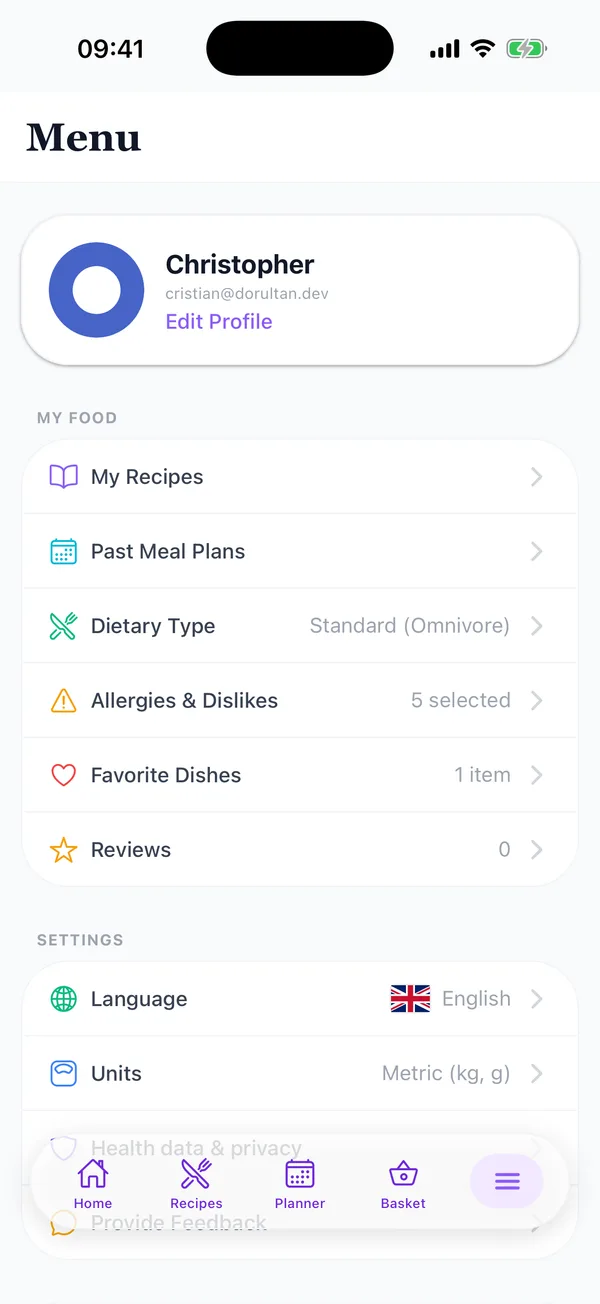 09:41
Menu
Christopher
cristian@dorultan.dev
Edit Profile
MY FOOD
My Recipes
Past Meal Plans
Dietary Type Standard (Omnivore)
Allergies & Dislikes 5 selected
Favorite Dishes 1 item
Reviews 0
SETTINGS
Language English
Units Metric (kg, g)
Health data & privacy
Home Recipes Planner Basket
Provide Feedback